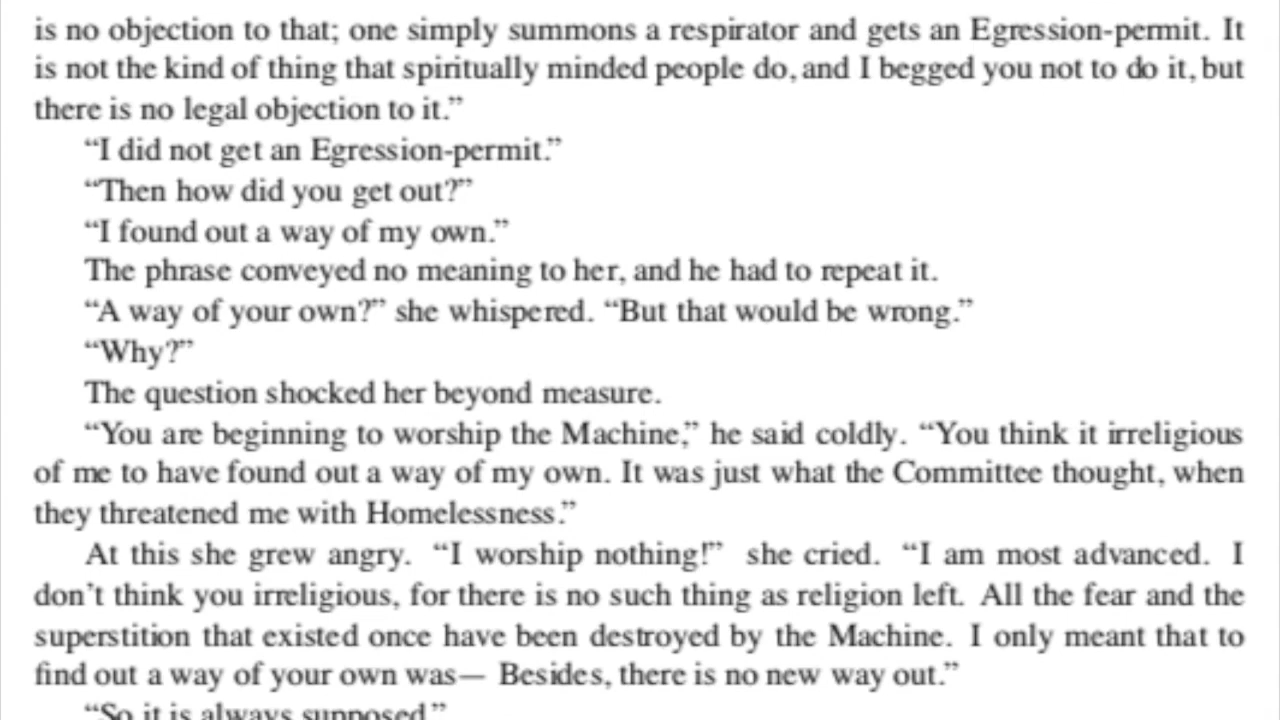 is no objection to that; one simply summons a respirator and gets an Egression-permit. It
is not the kind of thing that spiritually minded people do, and I begged you not to do it, but
there is no legal objection to it.”
“I did not get an Egression-permit.”
“Then how did you get out?”
“I found out a way of my own.”
The phrase conveyed no meaning to her, and he had to repeat it.
“A way of your own?” she whispered. “But that would be wrong.”
“Why?”
The question shocked her beyond measure.
“You are beginning to worship the Machine,” he said coldly. “You think it irreligious
of me to have found out a way of my own. It was just what the Committee thought, when
they threatened me with Homelessness.”
At this she grew angry. “I worship nothing!” she cried. “I am most advanced. I
don’t think you irreligious, for there is no such thing as religion left. All the fear and the
superstition that existed once have been destroyed by the Machine. I only meant that to
find out a way of your own was— Besides, there is no new way out.”
“So it is always supposed.”